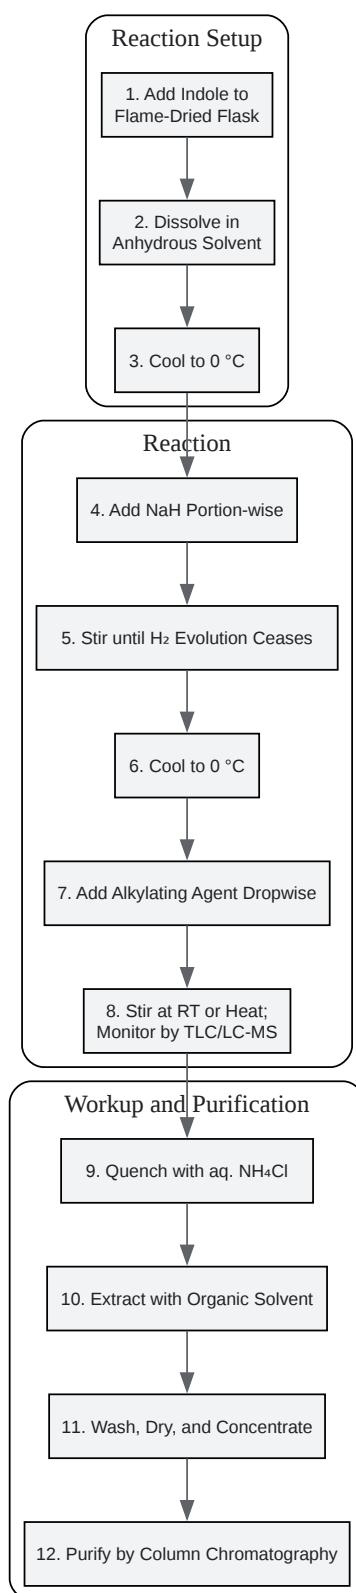 Reaction Setup
1. Add Indole to
Flame-Dried Flask
2. Dissolve in
Anhydrous Solvent
3. Cool to 0 °C
Reaction
4. Add NaH Portion-wise
5. Stir until H₂ Evolution Ceases
6. Cool to 0 °C
7. Add Alkylating Agent Dropwise
8. Stir at RT or Heat;
Monitor by TLC/LC-MS
Workup and Purification
9. Quench with aq. NH₄Cl
10. Extract with Organic Solvent
11. Wash, Dry, and Concentrate
12. Purify by Column Chromatography